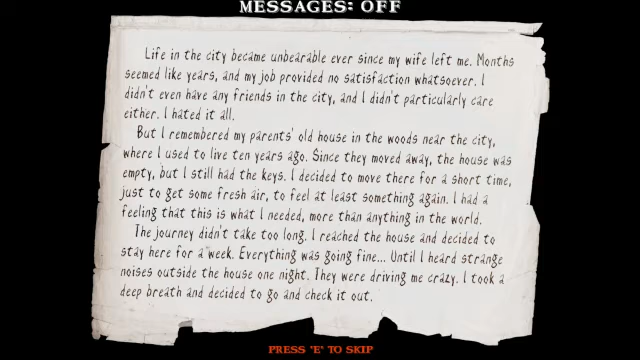 MESSAGES: OFF
Life in the city became unbearable ever since my wife left me. Months
seemed like years, and my job provided no satisfaction whatsoever. I
didn't even have any friends in the city, and I didn't particularly care
either. I hated it all.
But I remembered my parents' old house in the woods near the city,
where I used to live ten years ago. Since they moved away, the house was
empty, but I still had the keys. I decided to move there for a short time,
just to get some fresh air, to feel at least something again. I had a
feeling that this is what I needed, more than anything in the world.
The journey didn't take too long. I reached the house and decided to
stay here for a week. Everything was going fine... Until I heard strange
noises outside the house one night. They were driving me crazy. I took a
deep breath and decided to go and check it out.
PRESS 'E' TO SKIP